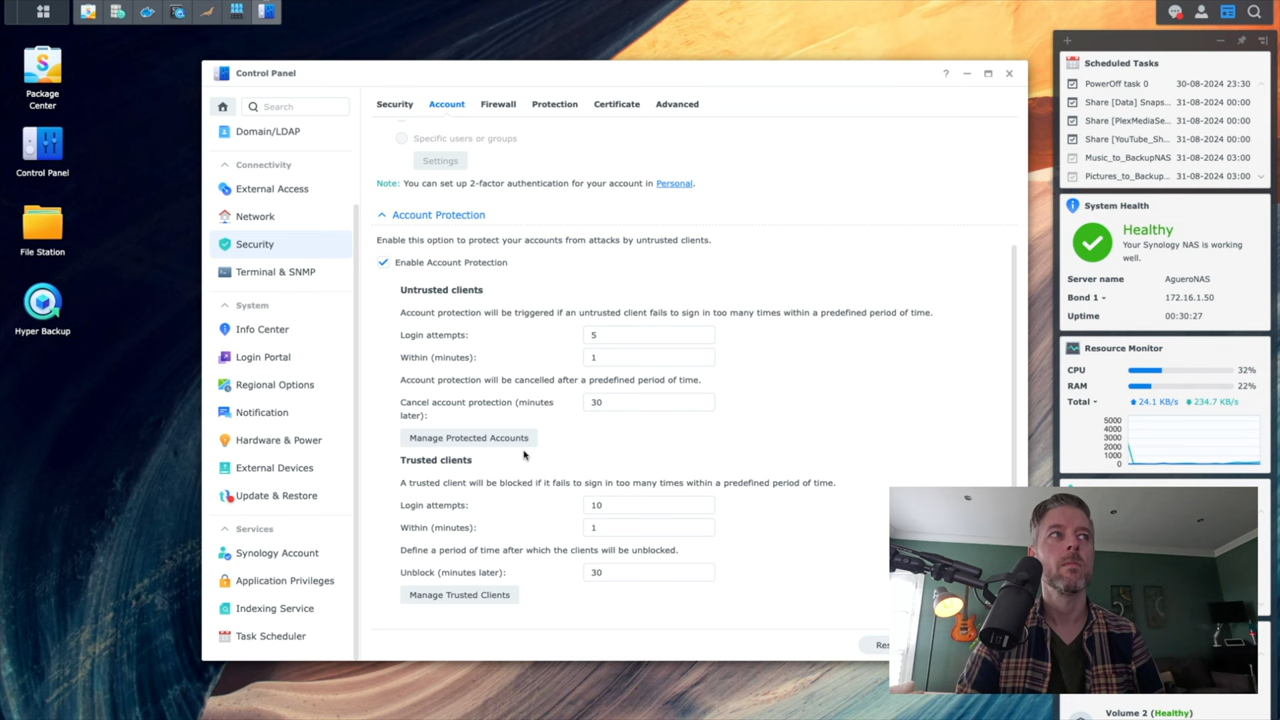 Package
Center
Control Panel
File Station
Hyper Backup
Control Panel
Search
Domain/LDAP
Connectivity
External Access
Network
Security
Terminal & SNMP
System
Info Center
Login Portal
Regional Options
Notification
Hardware & Power
External Devices
Update & Restore
Services
Synology Account
Application Privileges
Indexing Service
Task Scheduler
Security Account Firewall Protection Certificate Advanced
Specific users or groups
Settings
Note: You can set up 2-factor authentication for your account in Personal.
Account Protection
Enable this option to protect your accounts from attacks by untrusted clients.
Enable Account Protection
Untrusted clients
Account protection will be triggered if an untrusted client fails to sign in too many times within a predefined period of time.
Login attempts: 5
Within (minutes): 1
Account protection will be cancelled after a predefined period of time.
Cancel account protection (minutes
later): 30
Manage Protected Accounts
Trusted clients
A trusted client will be blocked if it fails to sign in too many times within a predefined period of time.
Login attempts: 10
Within (minutes): 1
Define a period of time after which the clients will be unblocked.
Unblock (minutes later): 30
Manage Trusted Clients
Res
Scheduled Tasks
PowerOff task 0 30-08-2024 23:30
Share [Data] Snaps... 31-08-2024 00:00
Share [PlexMediaSe... 31-08-2024 00:00
Share [YouTube_Sh... 31-08-2024 00:00
Music_to_BackupNAS 31-08-2024 03:00
Pictures_to_Backup... 31-08-2024 03:00
System Health
Healthy
Your Synology NAS is working
well.
Server name AgueroNAS
Bond 1 172.16.1.50
Uptime 00:30:27
Resource Monitor
CPU 32%
RAM 22%
Total 24.1 KB/s 234.7 KB/s
5000
4000
3000
2000
1000
0
Volume 2 (Healthy)